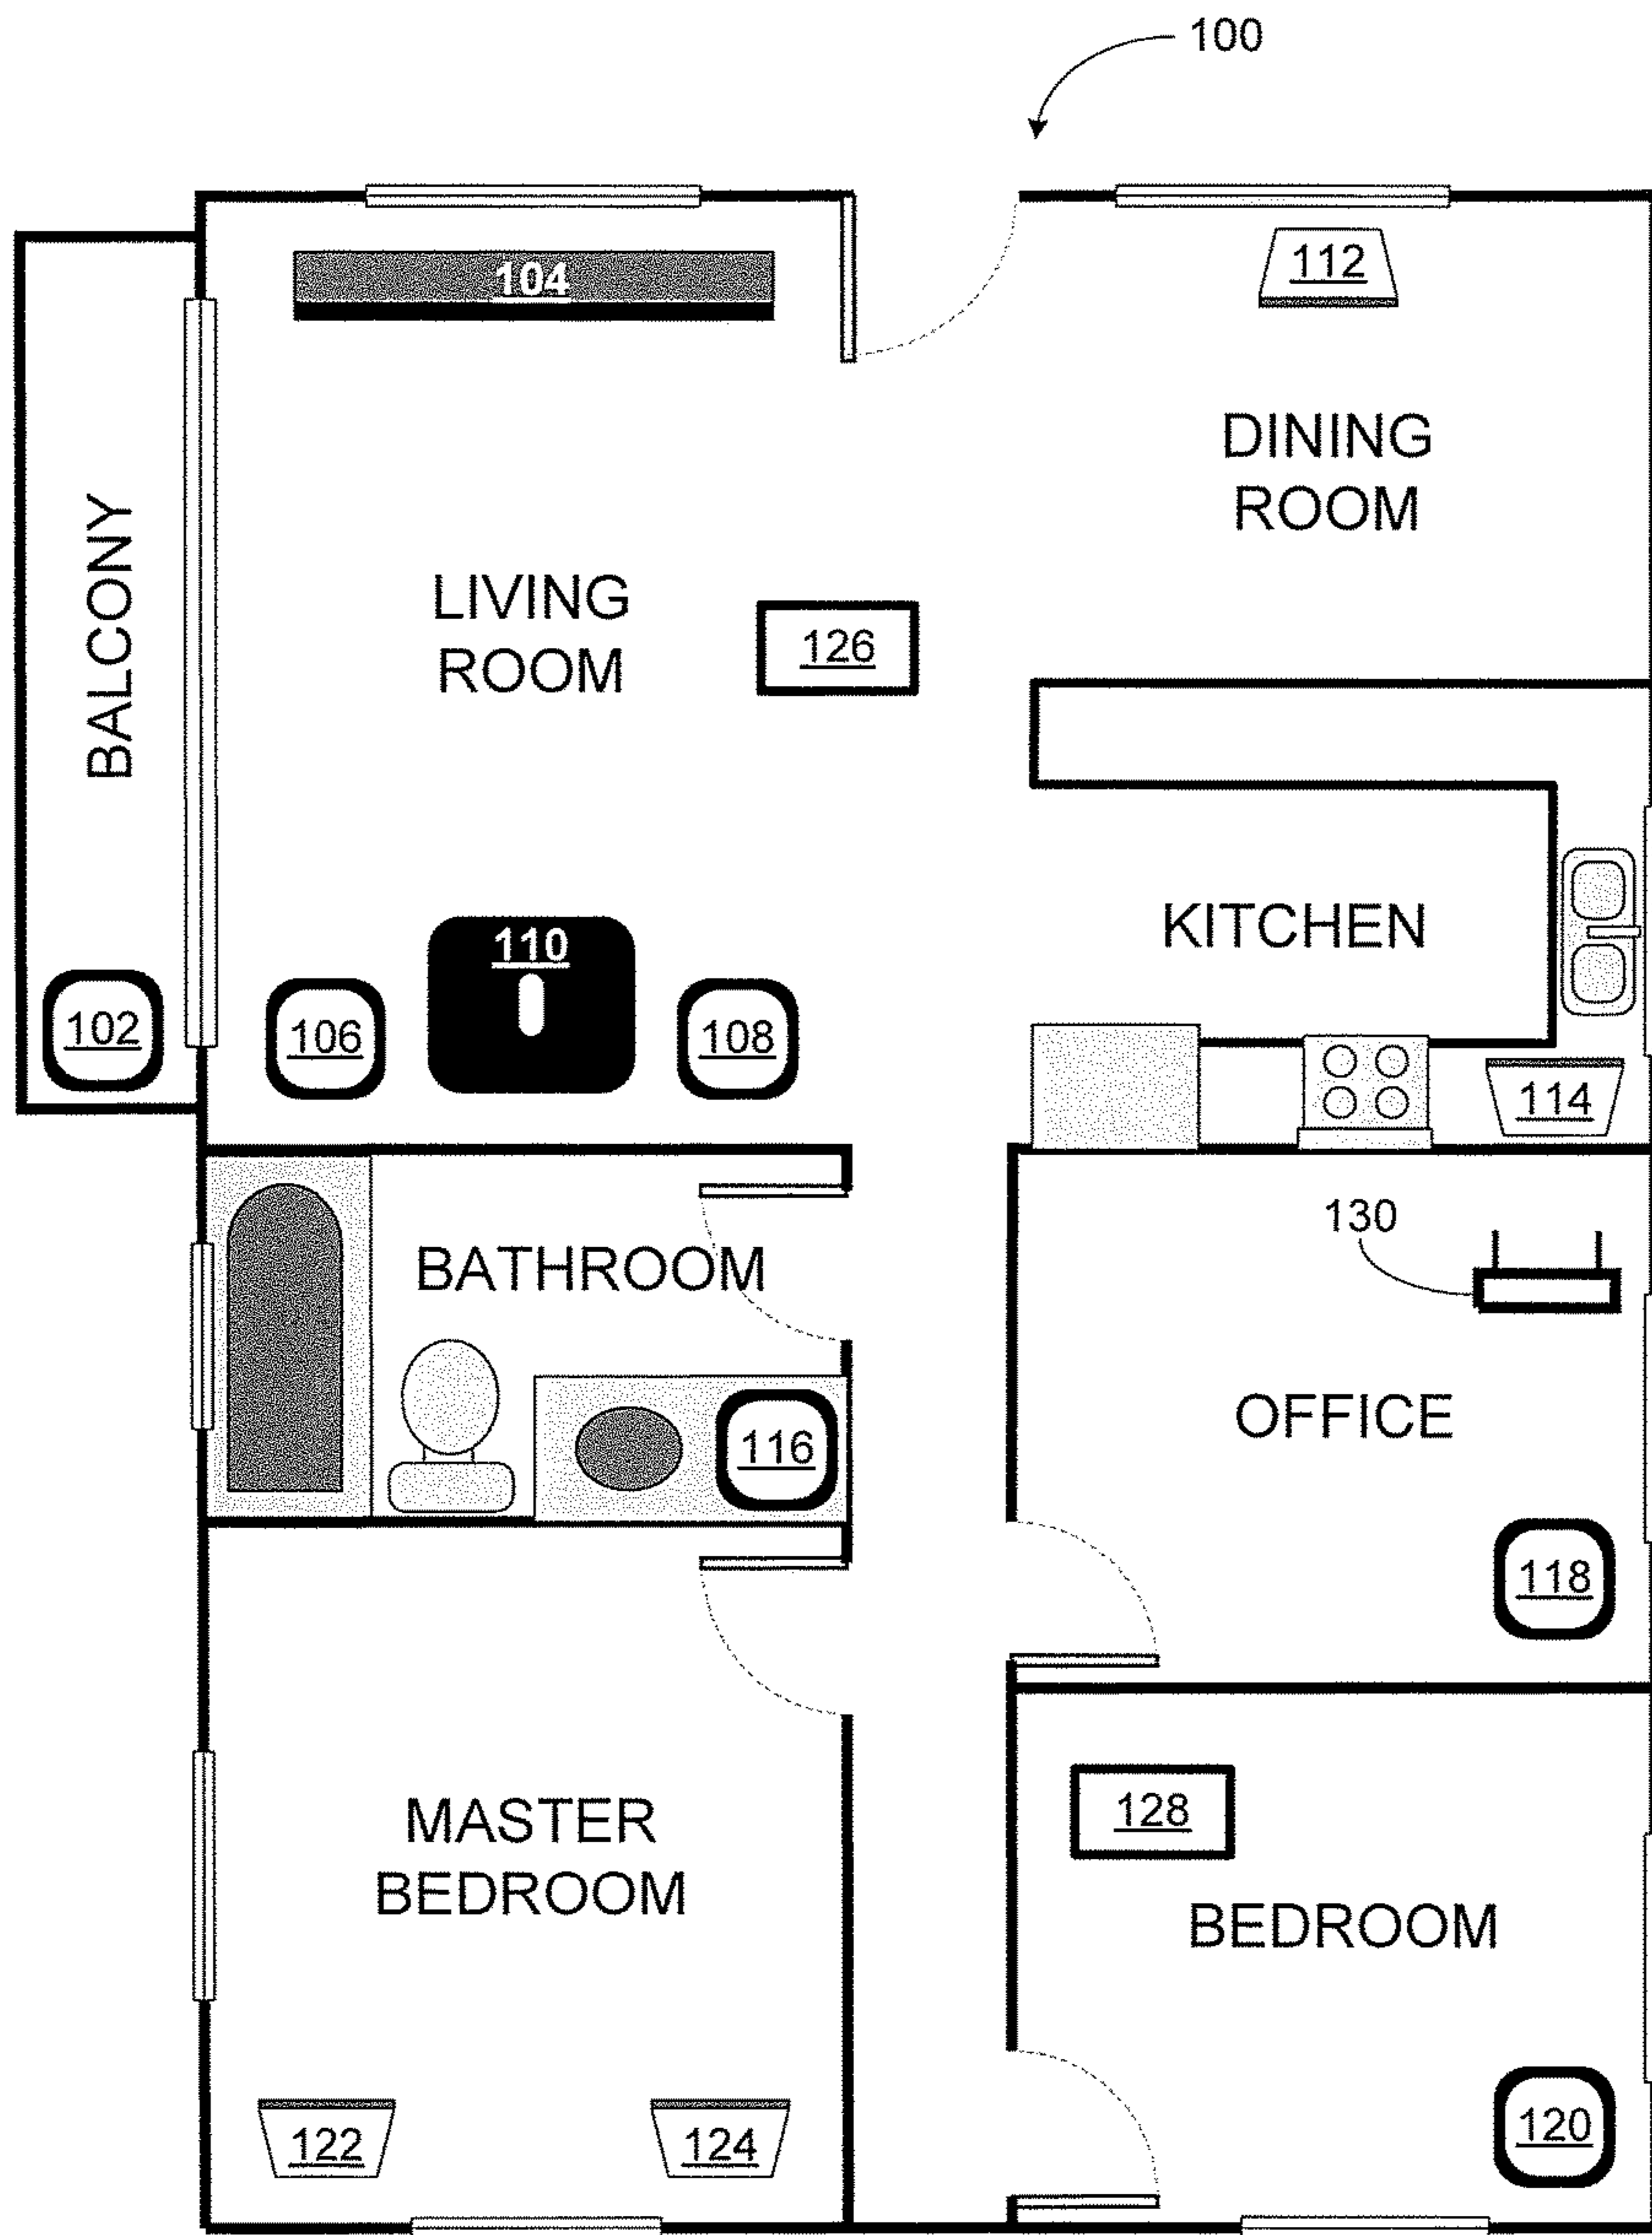 100
104
112
DINING
ROOM
BALCONY
LIVING
ROOM
126
KITCHEN
110
102
106
108
114
130
BATHROOM
OFFICE
116
118
128
MASTER
BEDROOM
BEDROOM
122
124
120